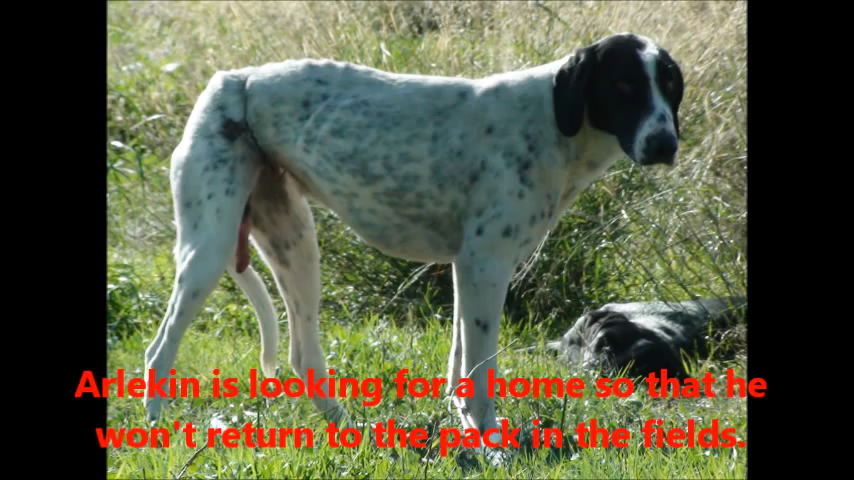 Arlekin is looking for a home so that he
won't return to the pack in the fields.